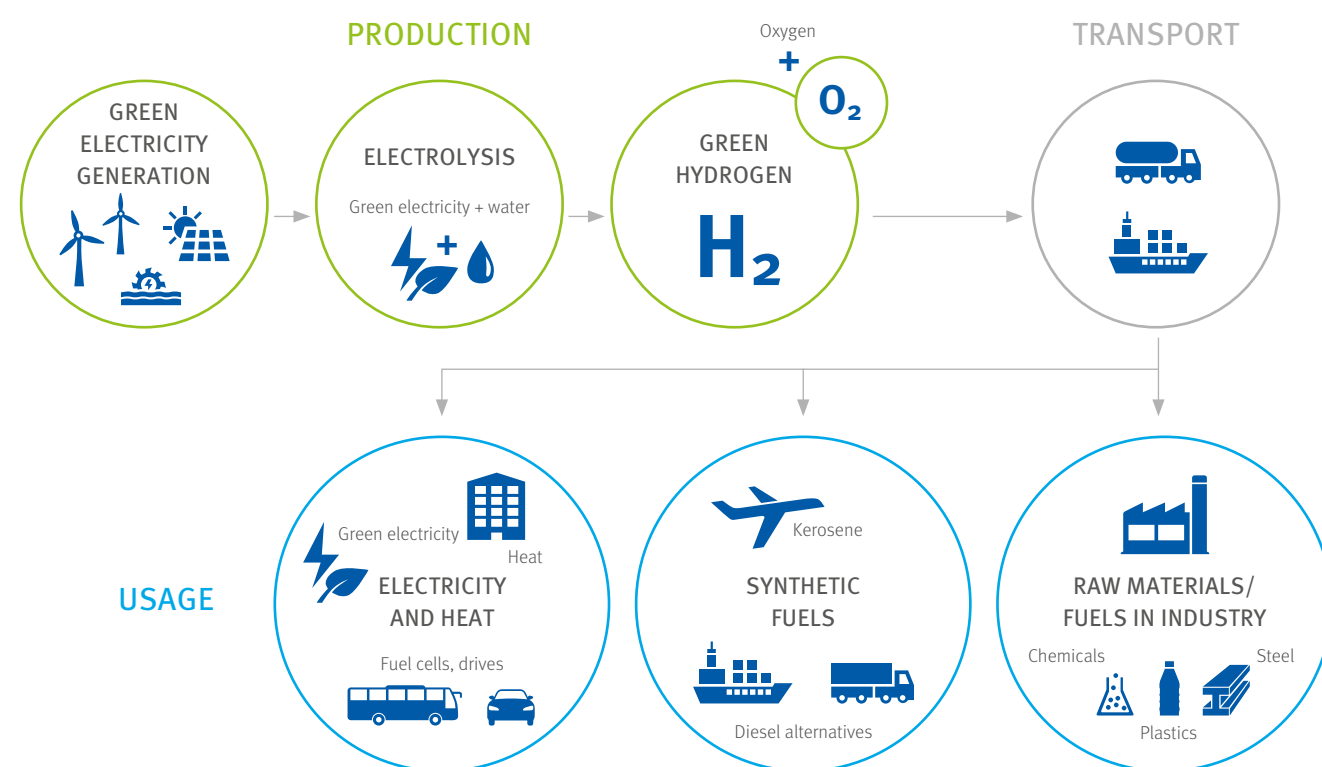 PRODUCTION
Oxygen
+
O₂
TRANSPORT
GREEN
ELECTRICITY
GENERATION
ELECTROLYSIS
Green electricity + water
+
GREEN
HYDROGEN
H₂
USAGE
Green electricity
Heat
ELECTRICITY
AND HEAT
Fuel cells, drives
Kerosene
SYNTHETIC
FUELS
Diesel alternatives
RAW MATERIALS/
FUELS IN INDUSTRY
Chemicals
Steel
Plastics